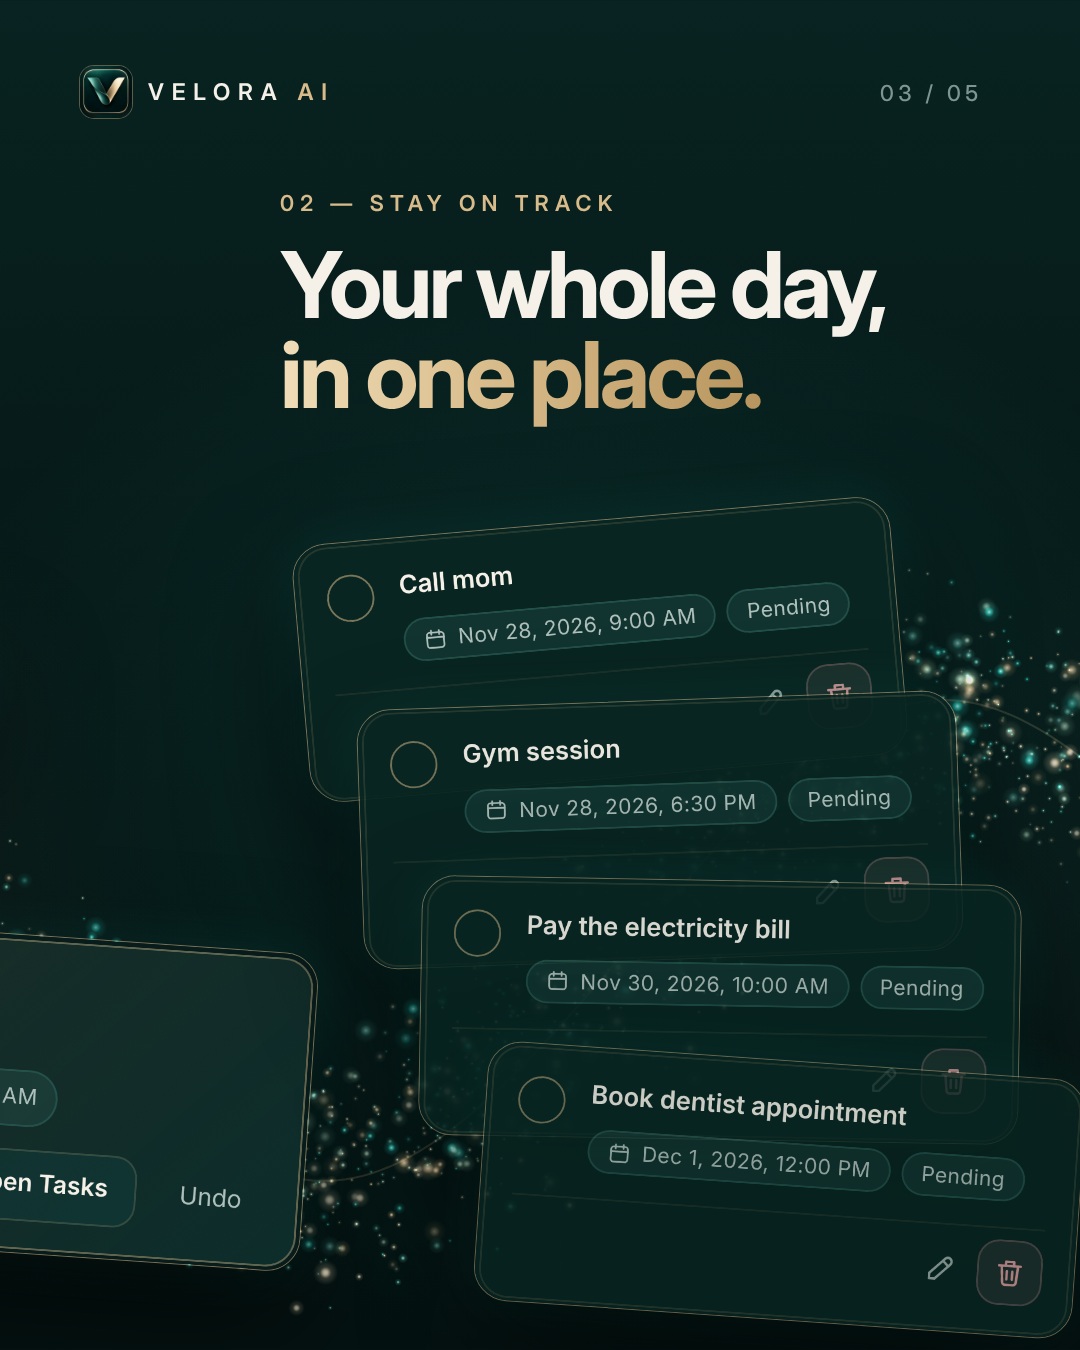 VELORA AI
03 / 05
02 — STAY ON TRACK
Your whole day,
in one place.
Call mom
Nov 28, 2026, 9:00 AM
Pending
Gym session
Nov 28, 2026, 6:30 PM
Pending
Pay the electricity bill
Nov 30, 2026, 10:00 AM
Pending
Book dentist appointment
Dec 1, 2026, 12:00 PM
Pending
AM
Tasks
Undo